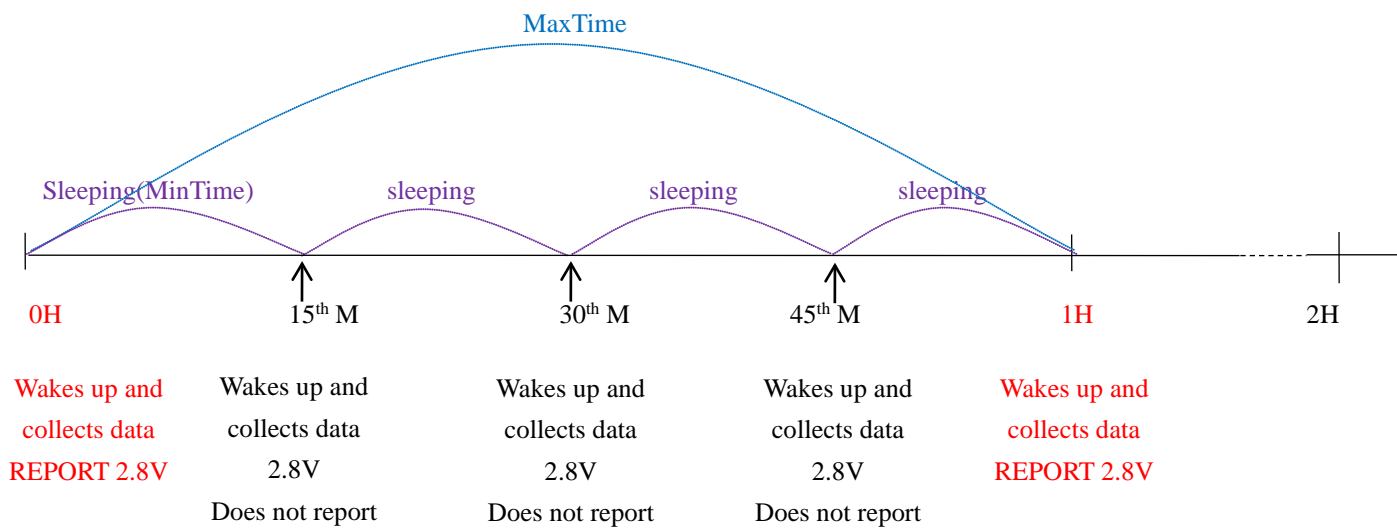 MaxTime
Sleeping(MinTime) sleeping sleeping sleeping
0H 15th M 30th M 45th M 1H 2H
Wakes up and Wakes up and Wakes up and Wakes up and Wakes up and
collects data collects data collects data collects data collects data
REPORT 2.8V 2.8V 2.8V 2.8V REPORT 2.8V
Does not report Does not report Does not report